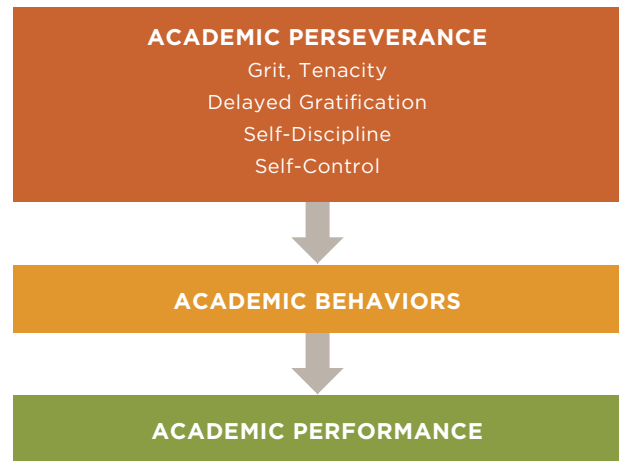 ACADEMIC PERSEVERANCE
Grit, Tenacity
Delayed Gratification
Self-Discipline
Self-Control
ACADEMIC BEHAVIORS
ACADEMIC PERFORMANCE